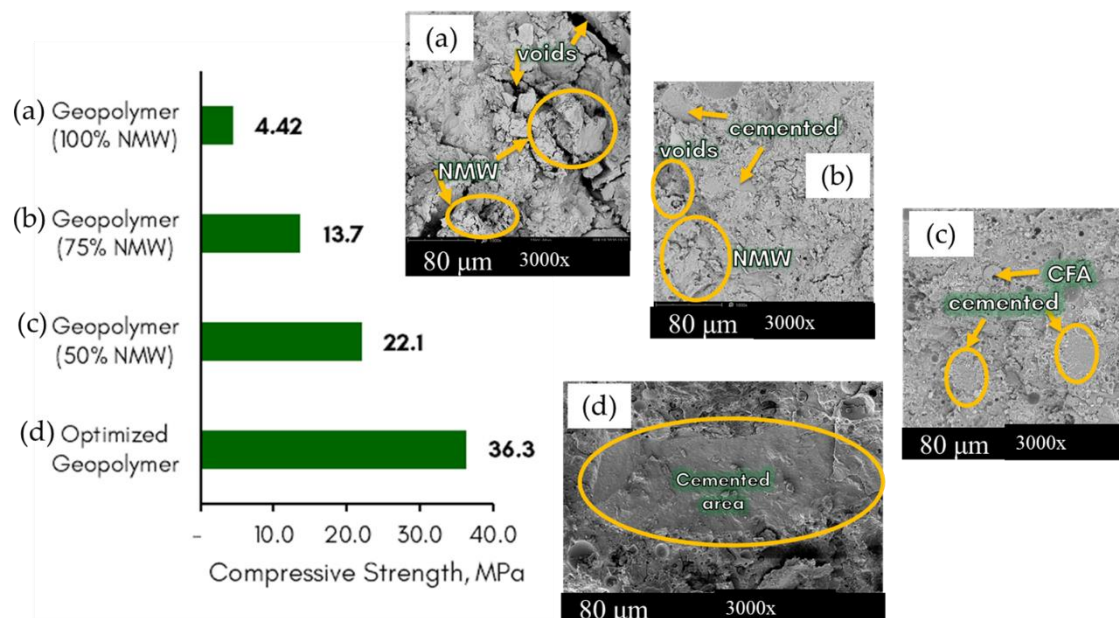 (a) Geopolymer
(100% NMW)
4.42
(b) Geopolymer
(75% NMW)
13.7
(c) Geopolymer
(50% NMW)
22.1
(d) Optimized
Geopolymer
36.3
–
10.0
20.0
30.0
40.0
Compressive Strength, MPa
(a)
voids
NMW
80 μm
3000x
cemented
voids
(b)
NMW
80 μm
3000x
(c)
CFA
cemented
80 μm
3000x
(d)
Cemented
area
80 μm
3000x